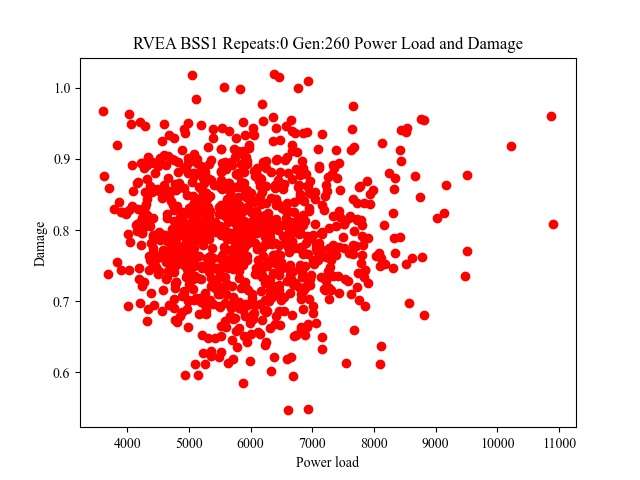 RVEA BSS1 Repeats:0 Gen:260 Power Load and Damage
1.0
0.9
0.8
0.7
0.6
Damage
4000 5000 6000 7000 8000 9000 10000 11000
Power load